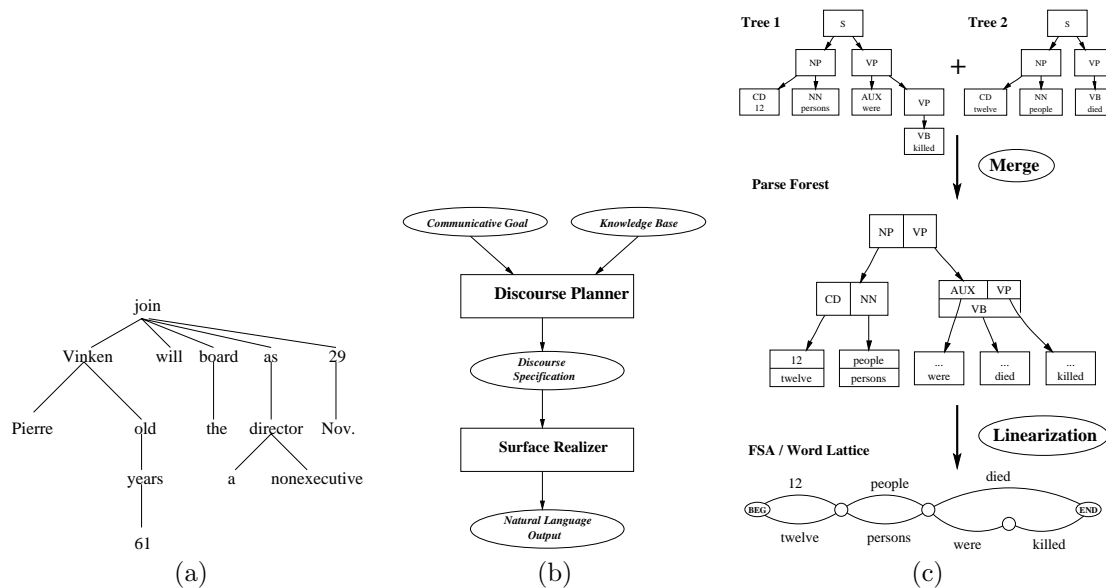 join
Vinken will board as 29
Pierre old the director Nov.
years a nonexecutive
61
(a)
Communicative Goal
Knowledge Base
Discourse Planner
Discourse
Specification
Surface Realizer
Natural Language
Output
(b)
Tree 1
S
NP VP
CD
12
NN
persons
AUX
were
VP
VB
killed
+
Tree 2
S
NP VP
CD
twelve
NN
people
VB
died
Merge
Parse Forest
NP VP
CD NN
AUX VP
VB
12
twelve
people
persons
...
were
...
died
...
killed
Linearization
FSA / Word Lattice
12 people died
BEG END
twelve persons were killed
(c)